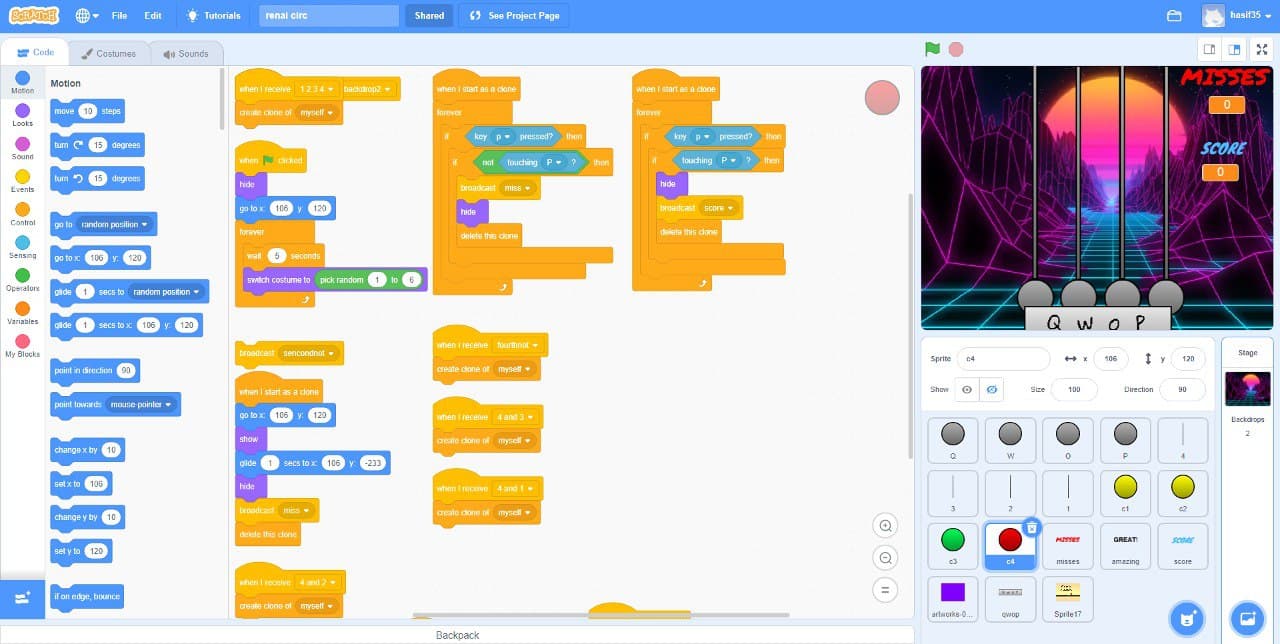 SCRATCH File Edit Tutorials renal circ Shared See Project Page hasif35
Code Costumes Sounds
Motion
Looks
Sound
Events
Control
Sensing
Operators
Variables
My Blocks
Motion
move 10 steps
turn 15 degrees
turn 15 degrees
go to random position
go to x: 106 y: 120
glide 1 secs to random position
glide 1 secs to x: 106 y: 120
point in direction 90
point towards mouse-pointer
change x by 10
set x to 106
change y by 10
set y to 120
if on edge, bounce
when I receive 1 2 3 4 backdrop2
create clone of myself
when clicked
hide
go to x: 106 y: 120
forever
wait 5 seconds
switch costume to pick random 1 to 6
broadcast sencondnot
when I start as a clone
go to x: 106 y: 120
show
glide 1 secs to x: 106 y: -233
hide
broadcast miss
delete this clone
when I receive 4 and 2
create clone of myself
when I start as a clone
forever
if key p pressed? then
if not touching P ? then
broadcast miss
hide
delete this clone
when I receive fourthnot
create clone of myself
when I receive 4 and 3
create clone of myself
when I receive 4 and 1
create clone of myself
when I start as a clone
forever
if key p pressed? then
if touching P ? then
hide
broadcast score
delete this clone
MISSES
0
SCORE
0
Q W O P
Sprite c4 x 106 y 120
Show Size 100 Direction 90
Q W O P 4
3 2 1 c1 c2
MISSES GREAT! SCORE
c3 c4 misses amazing score
artworks-0... qwop Sprite17
Stage
Backdrops
2
Backpack